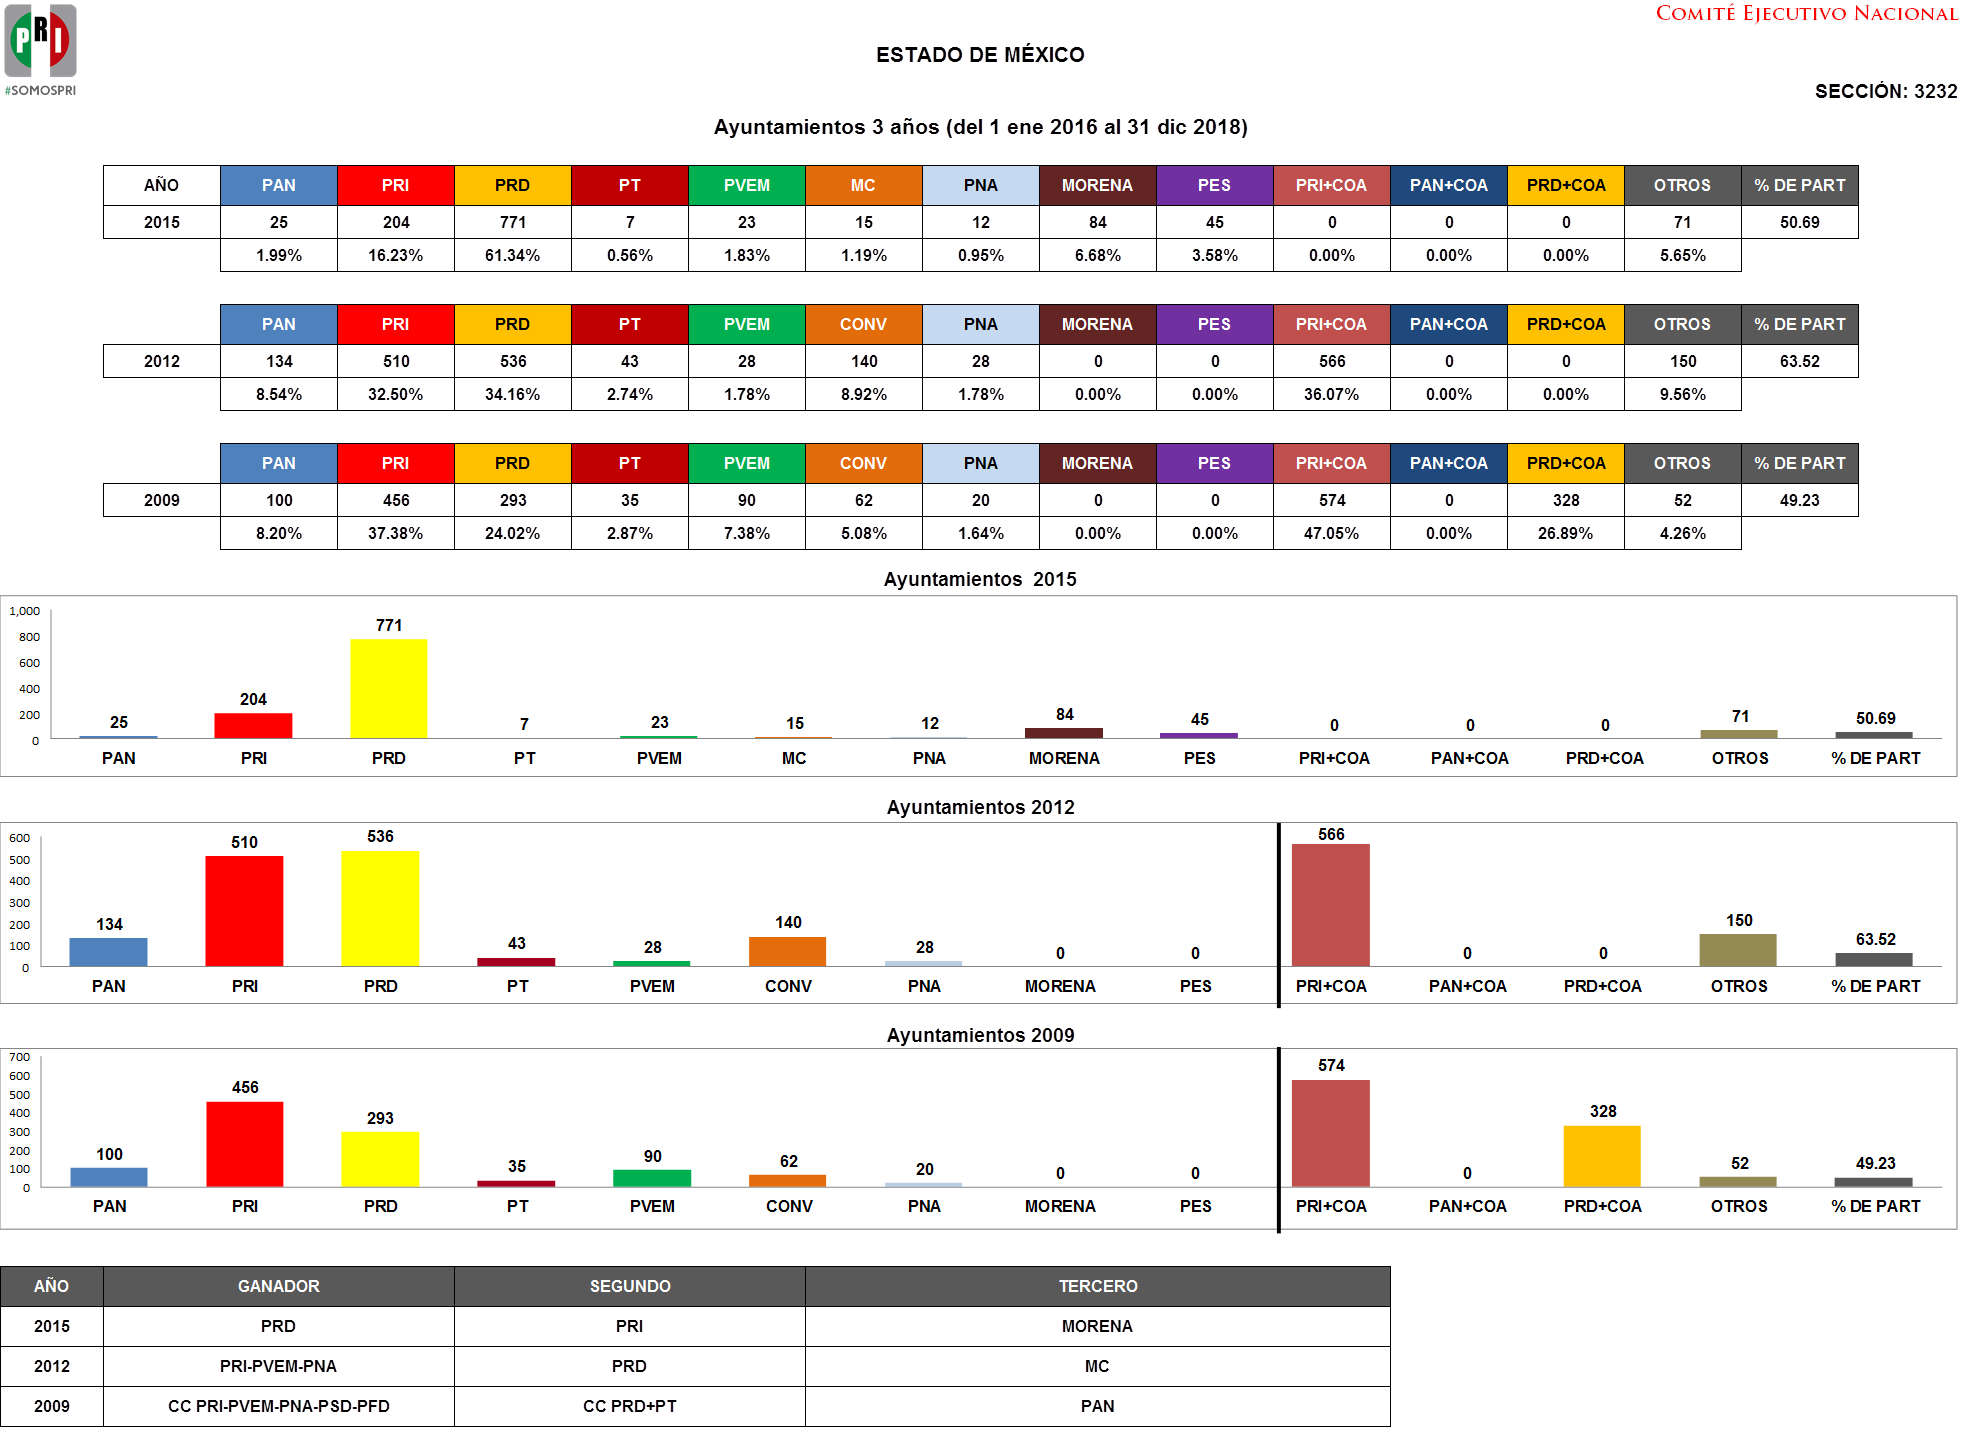 PRI
#SOMOSPRI
COMITÉ EJECUTIVO NACIONAL
ESTADO DE MÉXICO
SECCIÓN: 3232
Ayuntamientos 3 años (del 1 ene 2016 al 31 dic 2018)
AÑO PAN PRI PRD PT PVEM MC PNA MORENA PES PRI+COA PAN+COA PRD+COA OTROS % DE PART
2015 25 204 771 7 23 15 12 84 45 0 0 0 71 50.69
1.99% 16.23% 61.34% 0.56% 1.83% 1.19% 0.95% 6.68% 3.58% 0.00% 0.00% 0.00% 5.65%
PAN PRI PRD PT PVEM CONV PNA MORENA PES PRI+COA PAN+COA PRD+COA OTROS % DE PART
2012 134 510 536 43 28 140 28 0 0 566 0 0 150 63.52
8.54% 32.50% 34.16% 2.74% 1.78% 8.92% 1.78% 0.00% 0.00% 36.07% 0.00% 0.00% 9.56%
PAN PRI PRD PT PVEM CONV PNA MORENA PES PRI+COA PAN+COA PRD+COA OTROS % DE PART
2009 100 456 293 35 90 62 20 0 0 574 0 328 52 49.23
8.20% 37.38% 24.02% 2.87% 7.38% 5.08% 1.64% 0.00% 0.00% 47.05% 0.00% 26.89% 4.26%
Ayuntamientos 2015
1,000
800
600
400
200
0
25 204 771 7 23 15 12 84 45 0 0 0 71 50.69
PAN PRI PRD PT PVEM MC PNA MORENA PES PRI+COA PAN+COA PRD+COA OTROS % DE PART
Ayuntamientos 2012
600
500
400
300
200
100
0
134 510 536 43 28 140 28 0 0 566 0 0 150 63.52
PAN PRI PRD PT PVEM CONV PNA MORENA PES PRI+COA PAN+COA PRD+COA OTROS % DE PART
Ayuntamientos 2009
700
600
500
400
300
200
100
0
100 456 293 35 90 62 20 0 0 574 0 328 52 49.23
PAN PRI PRD PT PVEM CONV PNA MORENA PES PRI+COA PAN+COA PRD+COA OTROS % DE PART
AÑO GANADOR SEGUNDO TERCERO
2015 PRD PRI MORENA
2012 PRI-PVEM-PNA PRD MC
2009 CC PRI-PVEM-PNA-PSD-PFD CC PRD+PT PAN